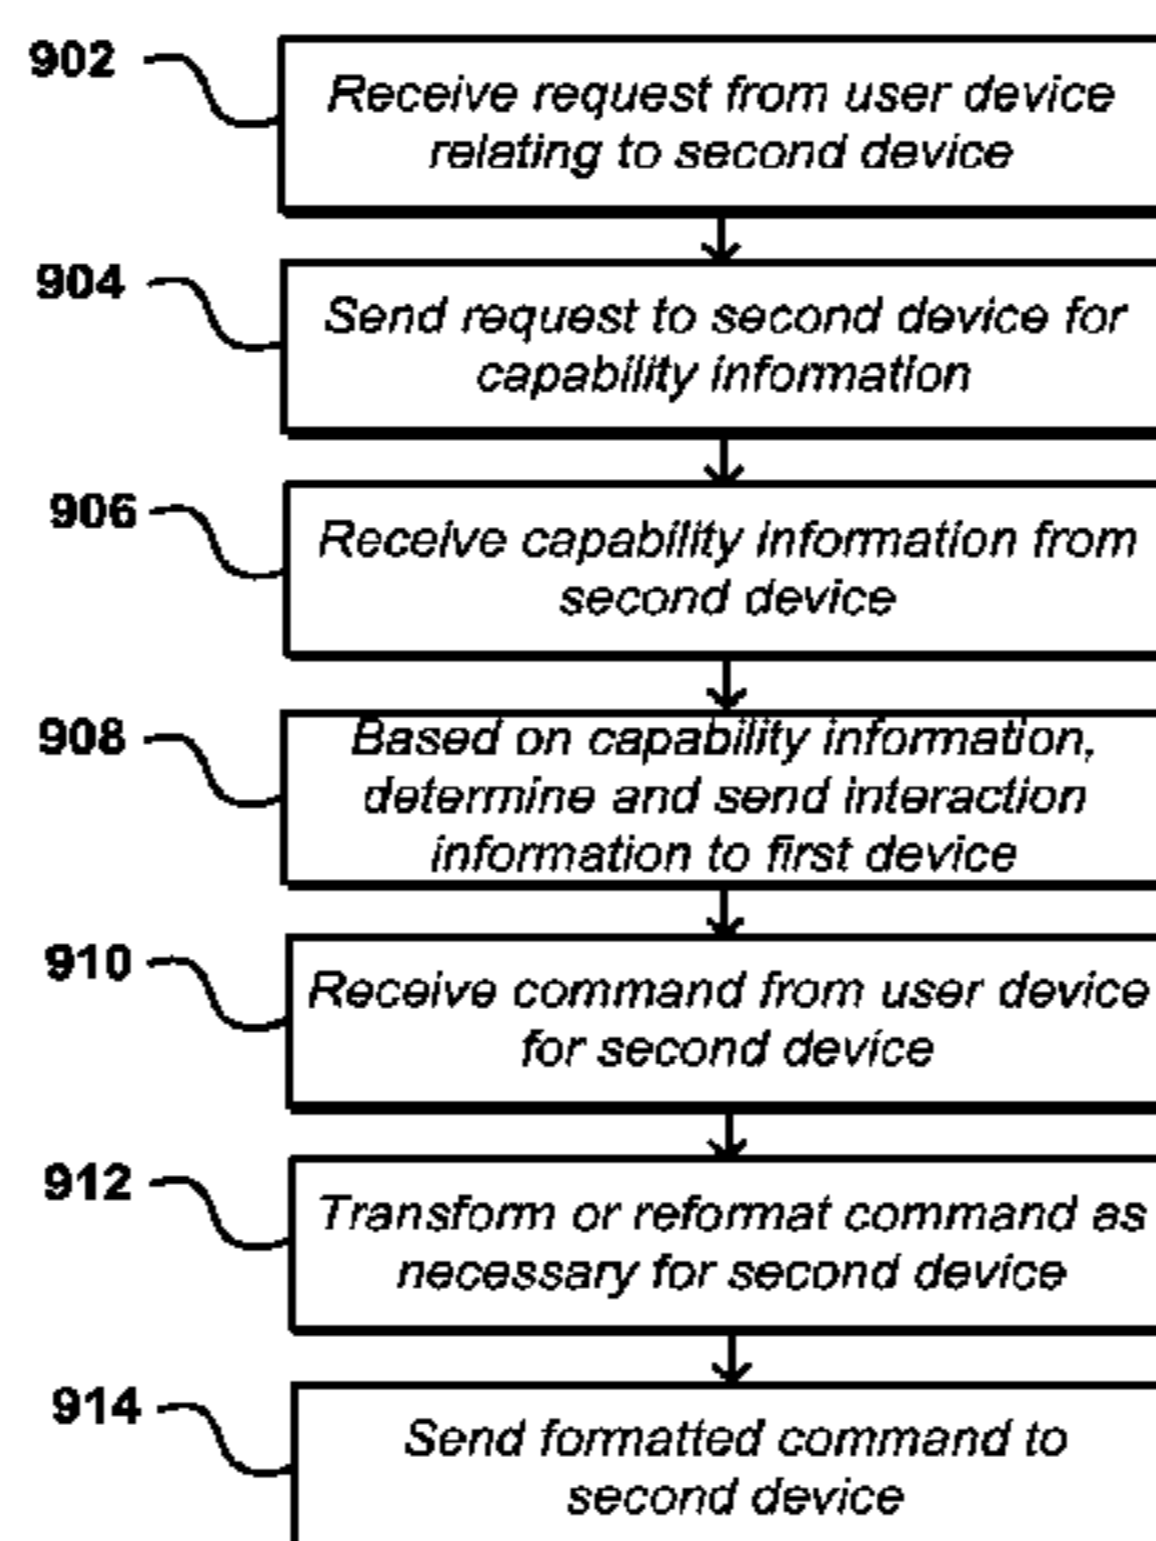 902
Receive request from user device
relating to second device
904
Send request to second device for
capability information
906
Receive capability information from
second device
908
Based on capability information,
determine and send interaction
information to first device
910
Receive command from user device
for second device
912
Transform or reformat command as
necessary for second device
914
Send formatted command to
second device